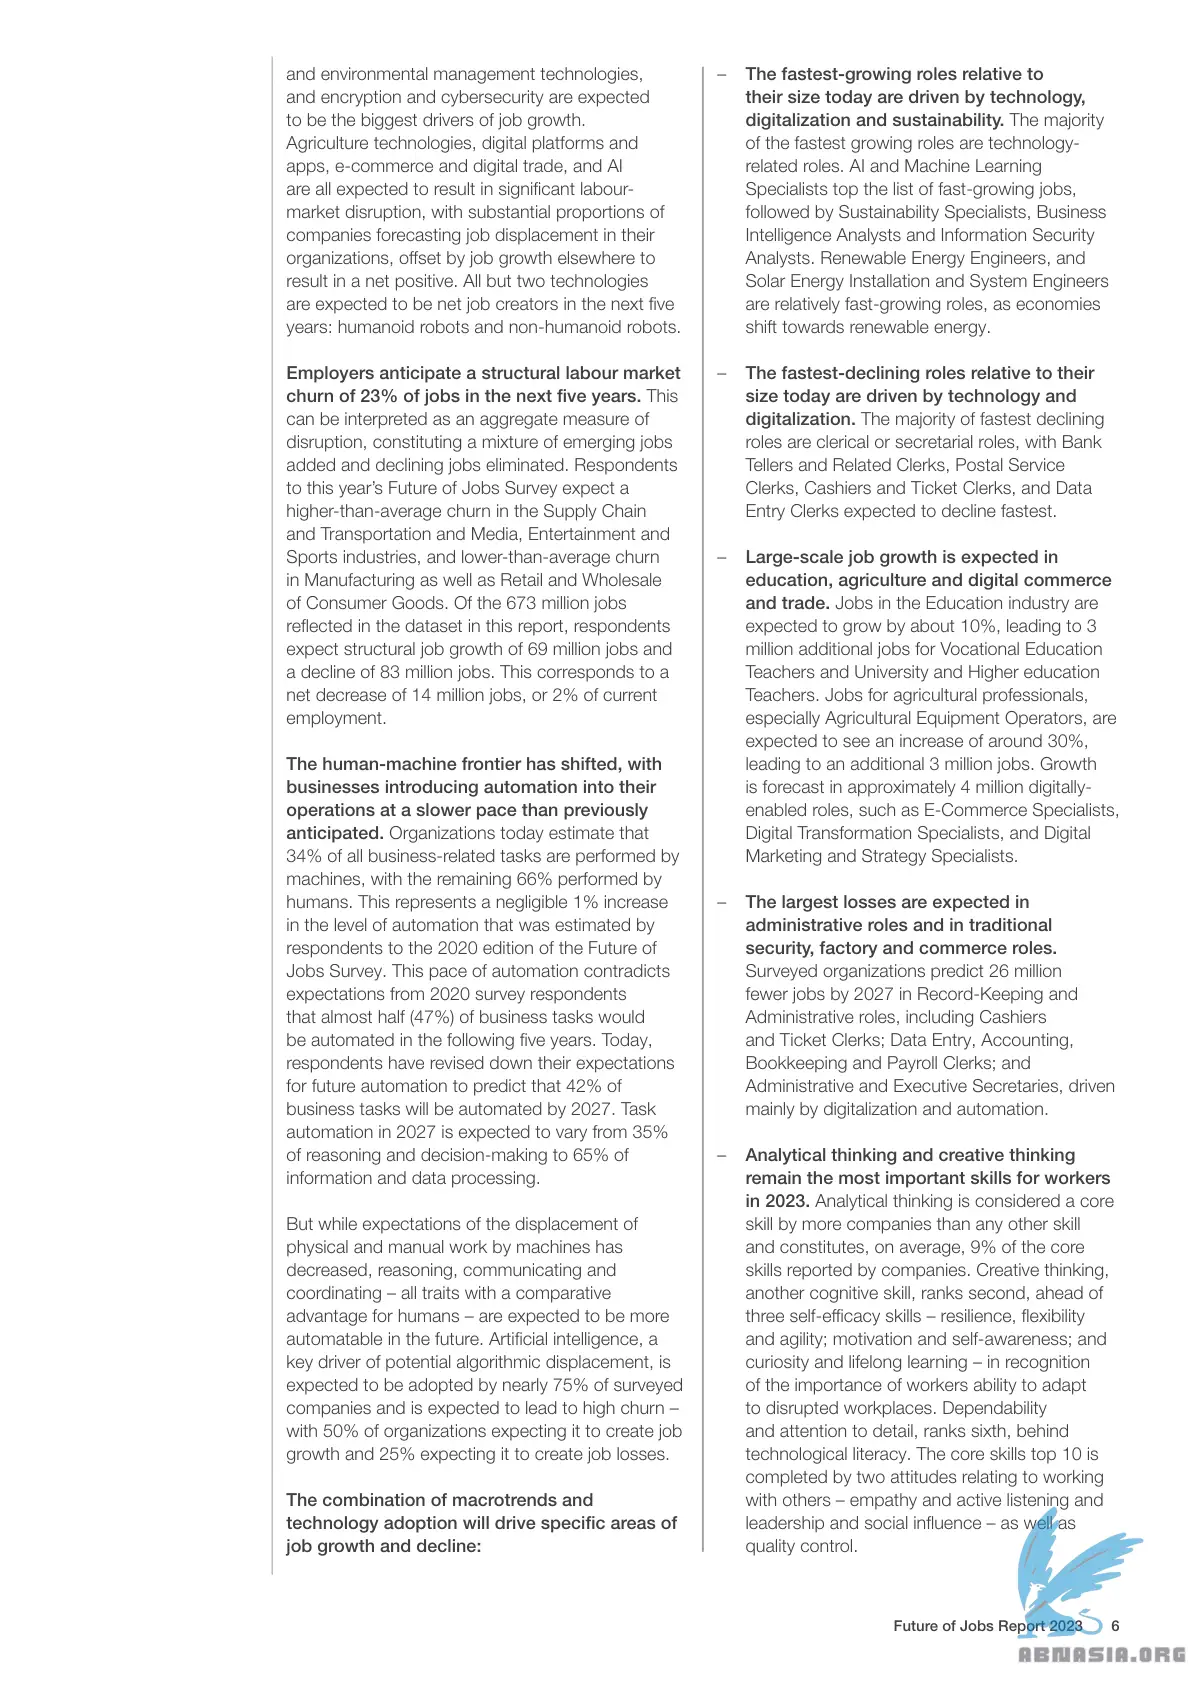 and environmental management technologies,
and encryption and cybersecurity are expected
to be the biggest drivers of job growth.
Agriculture technologies, digital platforms and
apps, e-commerce and digital trade, and AI
are all expected to result in significant labour-
market disruption, with substantial proportions of
companies forecasting job displacement in their
organizations, offset by job growth elsewhere to
result in a net positive. All but two technologies
are expected to be net job creators in the next five
years: humanoid robots and non-humanoid robots.
Employers anticipate a structural labour market
churn of 23% of jobs in the next five years. This
can be interpreted as an aggregate measure of
disruption, constituting a mixture of emerging jobs
added and declining jobs eliminated. Respondents
to this year’s Future of Jobs Survey expect a
higher-than-average churn in the Supply Chain
and Transportation and Media, Entertainment and
Sports industries, and lower-than-average churn
in Manufacturing as well as Retail and Wholesale
of Consumer Goods. Of the 673 million jobs
reflected in the dataset in this report, respondents
expect structural job growth of 69 million jobs and
a decline of 83 million jobs. This corresponds to a
net decrease of 14 million jobs, or 2% of current
employment.
The human-machine frontier has shifted, with
businesses introducing automation into their
operations at a slower pace than previously
anticipated. Organizations today estimate that
34% of all business-related tasks are performed by
machines, with the remaining 66% performed by
humans. This represents a negligible 1% increase
in the level of automation that was estimated by
respondents to the 2020 edition of the Future of
Jobs Survey. This pace of automation contradicts
expectations from 2020 survey respondents
that almost half (47%) of business tasks would
be automated in the following five years. Today,
respondents have revised down their expectations
for future automation to predict that 42% of
business tasks will be automated by 2027. Task
automation in 2027 is expected to vary from 35%
of reasoning and decision-making to 65% of
information and data processing.
But while expectations of the displacement of
physical and manual work by machines has
decreased, reasoning, communicating and
coordinating – all traits with a comparative
advantage for humans – are expected to be more
automatable in the future. Artificial intelligence, a
key driver of potential algorithmic displacement, is
expected to be adopted by nearly 75% of surveyed
companies and is expected to lead to high churn –
with 50% of organizations expecting it to create job
growth and 25% expecting it to create job losses.
The combination of macrotrends and
technology adoption will drive specific areas of
job growth and decline:
– The fastest-growing roles relative to
their size today are driven by technology,
digitalization and sustainability. The majority
of the fastest growing roles are technology-
related roles. AI and Machine Learning
Specialists top the list of fast-growing jobs,
followed by Sustainability Specialists, Business
Intelligence Analysts and Information Security
Analysts. Renewable Energy Engineers, and
Solar Energy Installation and System Engineers
are relatively fast-growing roles, as economies
shift towards renewable energy.
– The fastest-declining roles relative to their
size today are driven by technology and
digitalization. The majority of fastest declining
roles are clerical or secretarial roles, with Bank
Tellers and Related Clerks, Postal Service
Clerks, Cashiers and Ticket Clerks, and Data
Entry Clerks expected to decline fastest.
– Large-scale job growth is expected in
education, agriculture and digital commerce
and trade. Jobs in the Education industry are
expected to grow by about 10%, leading to 3
million additional jobs for Vocational Education
Teachers and University and Higher education
Teachers. Jobs for agricultural professionals,
especially Agricultural Equipment Operators, are
expected to see an increase of around 30%,
leading to an additional 3 million jobs. Growth
is forecast in approximately 4 million digitally-
enabled roles, such as E-Commerce Specialists,
Digital Transformation Specialists, and Digital
Marketing and Strategy Specialists.
– The largest losses are expected in
administrative roles and in traditional
security, factory and commerce roles.
Surveyed organizations predict 26 million
fewer jobs by 2027 in Record-Keeping and
Administrative roles, including Cashiers
and Ticket Clerks; Data Entry, Accounting,
Bookkeeping and Payroll Clerks; and
Administrative and Executive Secretaries, driven
mainly by digitalization and automation.
– Analytical thinking and creative thinking
remain the most important skills for workers
in 2023. Analytical thinking is considered a core
skill by more companies than any other skill
and constitutes, on average, 9% of the core
skills reported by companies. Creative thinking,
another cognitive skill, ranks second, ahead of
three self-efficacy skills – resilience, flexibility
and agility; motivation and self-awareness; and
curiosity and lifelong learning – in recognition
of the importance of workers ability to adapt
to disrupted workplaces. Dependability
and attention to detail, ranks sixth, behind
technological literacy. The core skills top 10 is
completed by two attitudes relating to working
with others – empathy and active listening and
leadership and social influence – as well as
quality control.
Future of Jobs Report 2023 6
ABNASIA.ORG